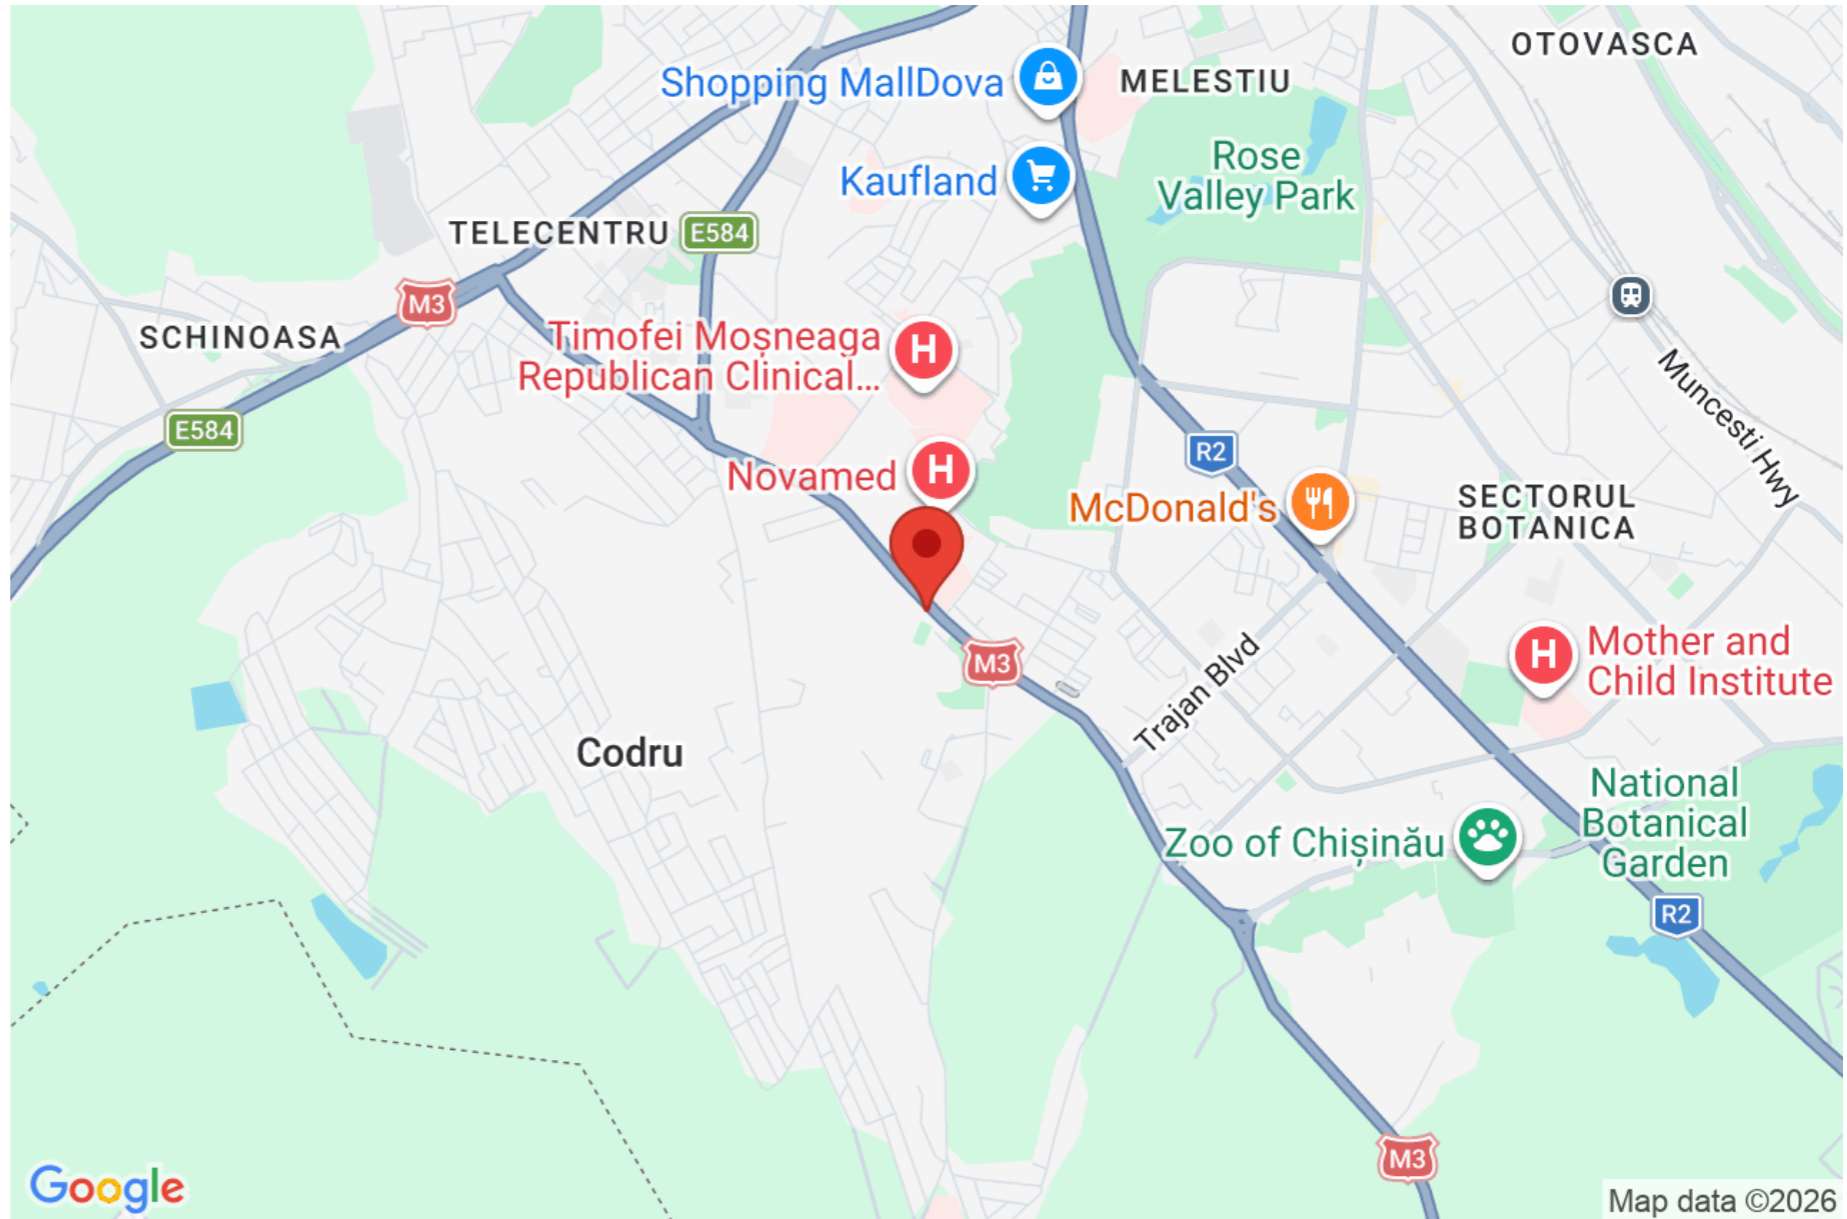 OTOVASCA
Shopping MallDova
MELESTIU
Rose
Valley Park
Kaufland
TELECENTRU
E584
M3
SCHINOASA
Timofei Moșneaga
Republican Clinical...
Muncesti Hwy
E584
R2
Novamed
McDonald's
SECTORUL
BOTANICA
M3
Trajan Blvd
Mother and
Child Institute
Codru
National
Botanical
Garden
Zoo of Chișinău
R2
M3
Google
Map data ©2026